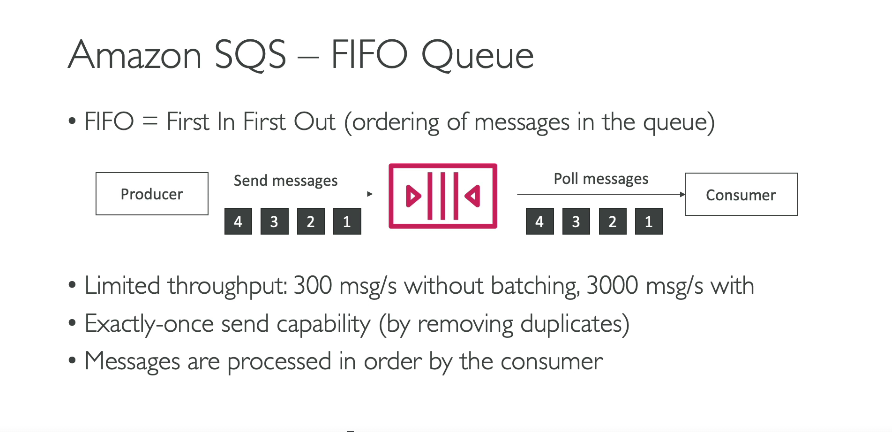 Amazon SQS – FIFO Queue
• FIFO = First In First Out (ordering of messages in the queue)
Producer
Send messages
4 3 2 1
Poll messages
4 3 2 1
Consumer
• Limited throughput: 300 msg/s without batching, 3000 msg/s with
• Exactly-once send capability (by removing duplicates)
• Messages are processed in order by the consumer